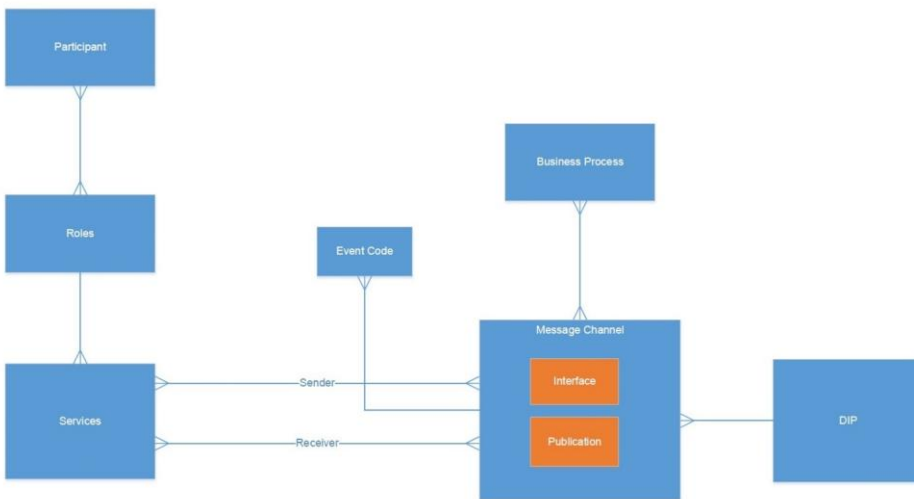 Participant
Business Process
Roles
Event Code
Message Channel
Interface
Sender
Services
Publication
DIP
Receiver